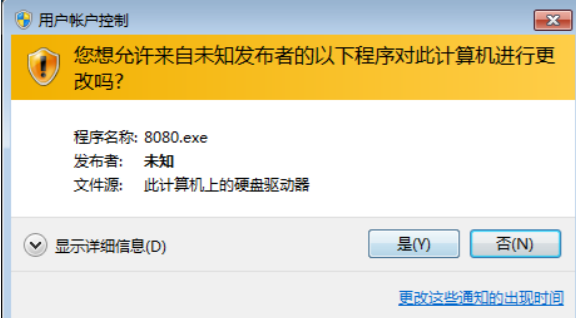 用户帐户控制
您想允许来自未知发布者的以下程序对此计算机进行更
改吗?
程序名称: 8080.exe
发布者: 未知
文件源: 此计算机上的硬盘驱动器
显示详细信息(D)
是(Y)
否(N)
更改这些通知的出现时间